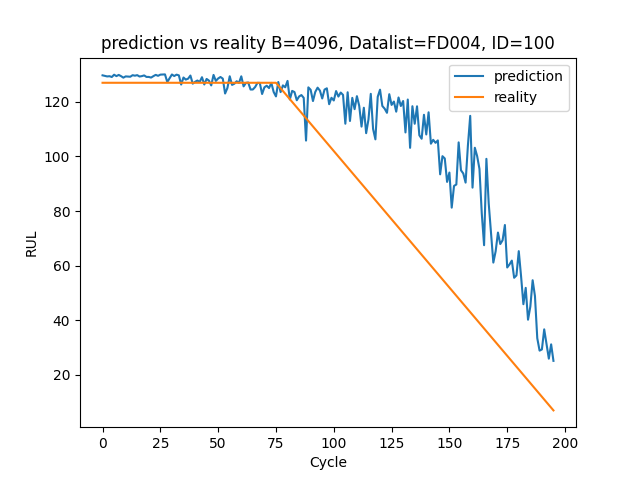 prediction vs reality B=4096, Datalist=FD004, ID=100
prediction
reality
RUL
120
100
80
60
40
20
0 25 50 75 100 125 150 175 200
Cycle